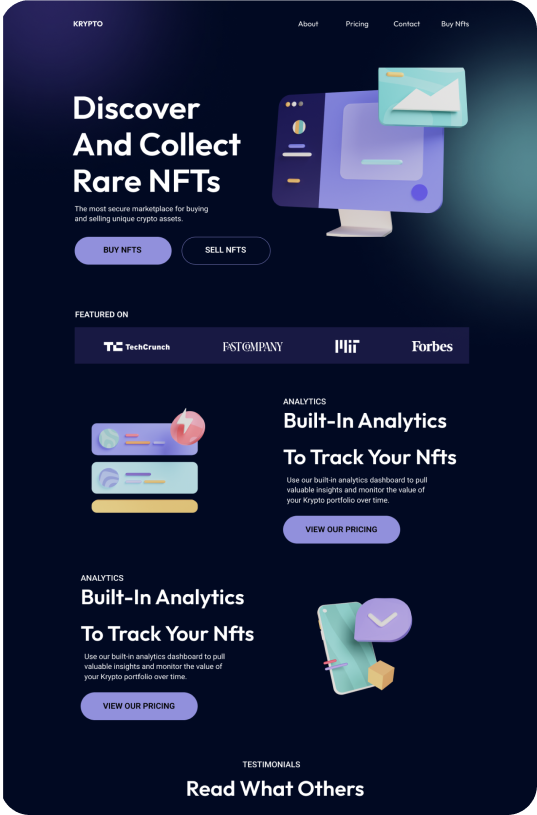 KRYPTO
About Pricing Contact Buy Nfts
Discover
And Collect
Rare NFTs
The most secure marketplace for buying
and selling unique crypto assets.
BUY NFTS SELL NFTS
FEATURED ON
TechCrunch FAST COMPANY MIT Forbes
ANALYTICS
Built-In Analytics
To Track Your Nfts
Use our built-in analytics dashboard to pull
valuable insights and monitor the value of
your Krypto portfolio over time.
VIEW OUR PRICING
ANALYTICS
Built-In Analytics
To Track Your Nfts
Use our built-in analytics dashboard to pull
valuable insights and monitor the value of
your Krypto portfolio over time.
VIEW OUR PRICING
TESTIMONIALS
Read What Others